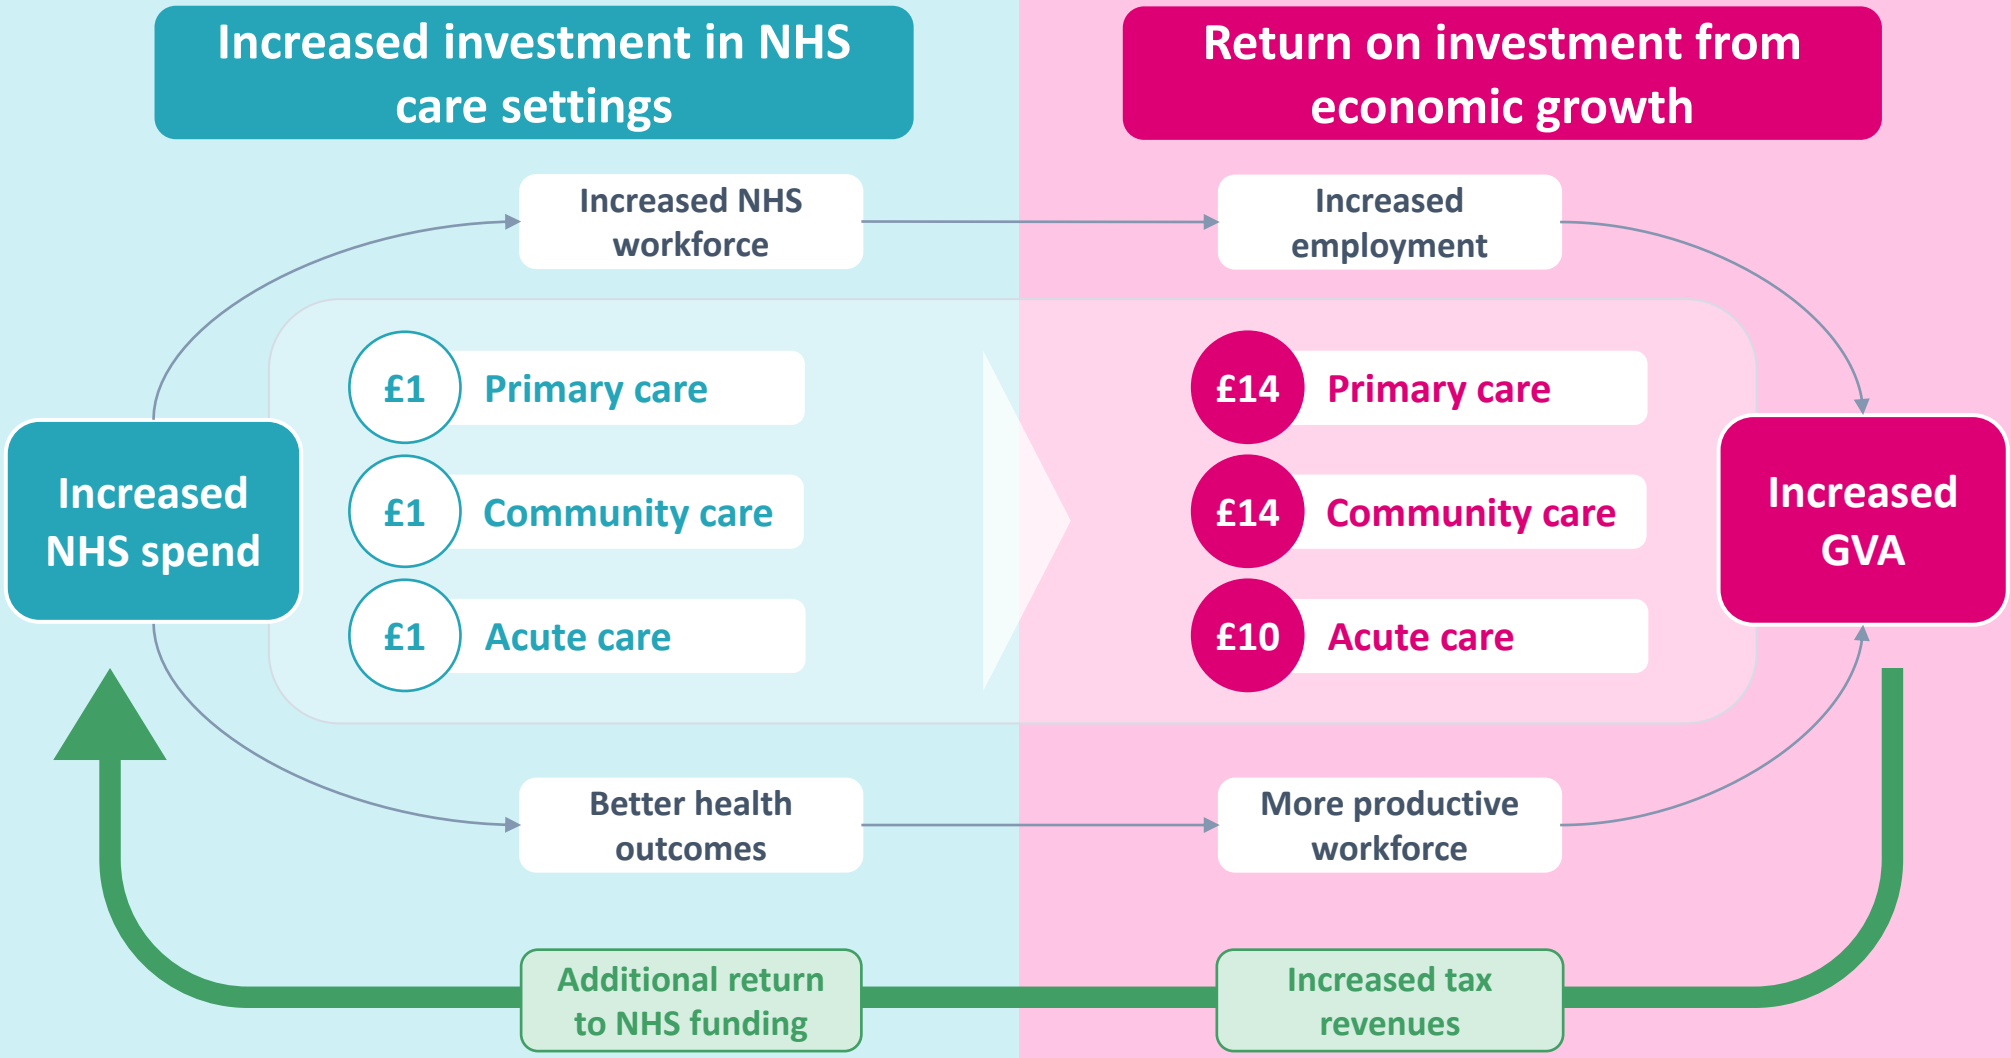 Increased investment in NHS
care settings
Return on investment from
economic growth
Increased NHS
workforce
Increased
employment
£1 Primary care
£14 Primary care
Increased
NHS spend
£1 Community care
£14 Community care
Increased
GVA
£1 Acute care
£10 Acute care
Better health
outcomes
More productive
workforce
Additional return
to NHS funding
Increased tax
revenues